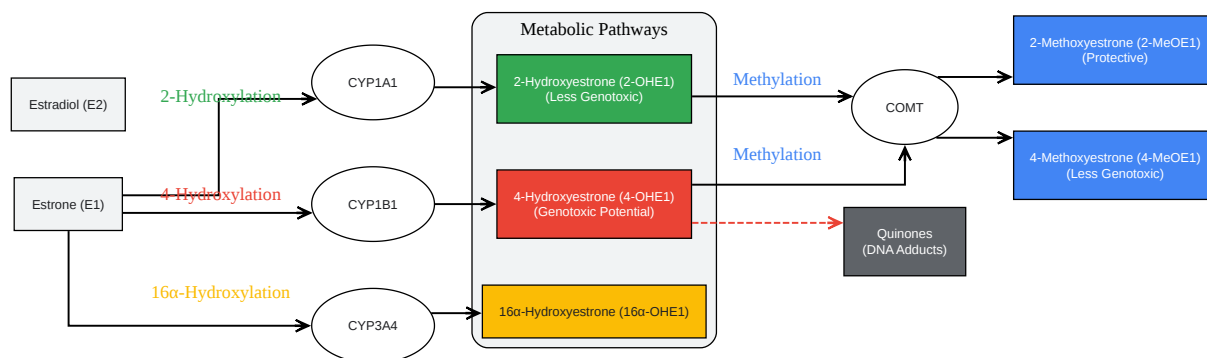 Metabolic Pathways
Estradiol (E2)
Estrone (E1)
2-Hydroxylation
4-Hydroxylation
16α-Hydroxylation
CYP1A1
CYP1B1
CYP3A4
2-Hydroxyestrone (2-OHE1)
(Less Genotoxic)
4-Hydroxyestrone (4-OHE1)
(Genotoxic Potential)
16α-Hydroxyestrone (16α-OHE1)
Methylation
Methylation
COMT
Quinones
(DNA Adducts)
2-Methoxyestrone (2-MeOE1)
(Protective)
4-Methoxyestrone (4-MeOE1)
(Less Genotoxic)